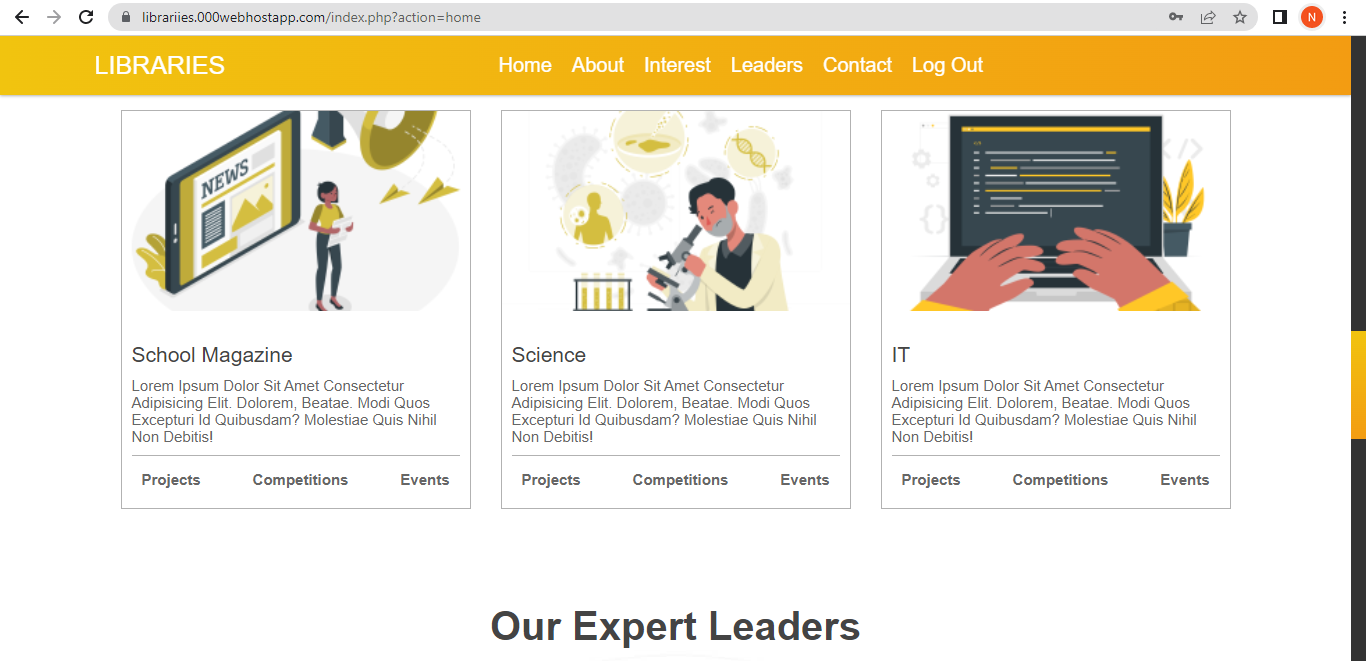 librariies.000webhostapp.com/index.php?action=home
N
LIBRARIES
Home About Interest Leaders Contact Log Out
NEWS
School Magazine
Lorem Ipsum Dolor Sit Amet Consectetur
Adipisicing Elit. Dolorem, Beatae. Modi Quos
Excepturi Id Quibusdam? Molestiae Quis Nihil
Non Debitis!
Projects Competitions Events
Science
Lorem Ipsum Dolor Sit Amet Consectetur
Adipisicing Elit. Dolorem, Beatae. Modi Quos
Excepturi Id Quibusdam? Molestiae Quis Nihil
Non Debitis!
Projects Competitions Events
IT
Lorem Ipsum Dolor Sit Amet Consectetur
Adipisicing Elit. Dolorem, Beatae. Modi Quos
Excepturi Id Quibusdam? Molestiae Quis Nihil
Non Debitis!
Projects Competitions Events
Our Expert Leaders